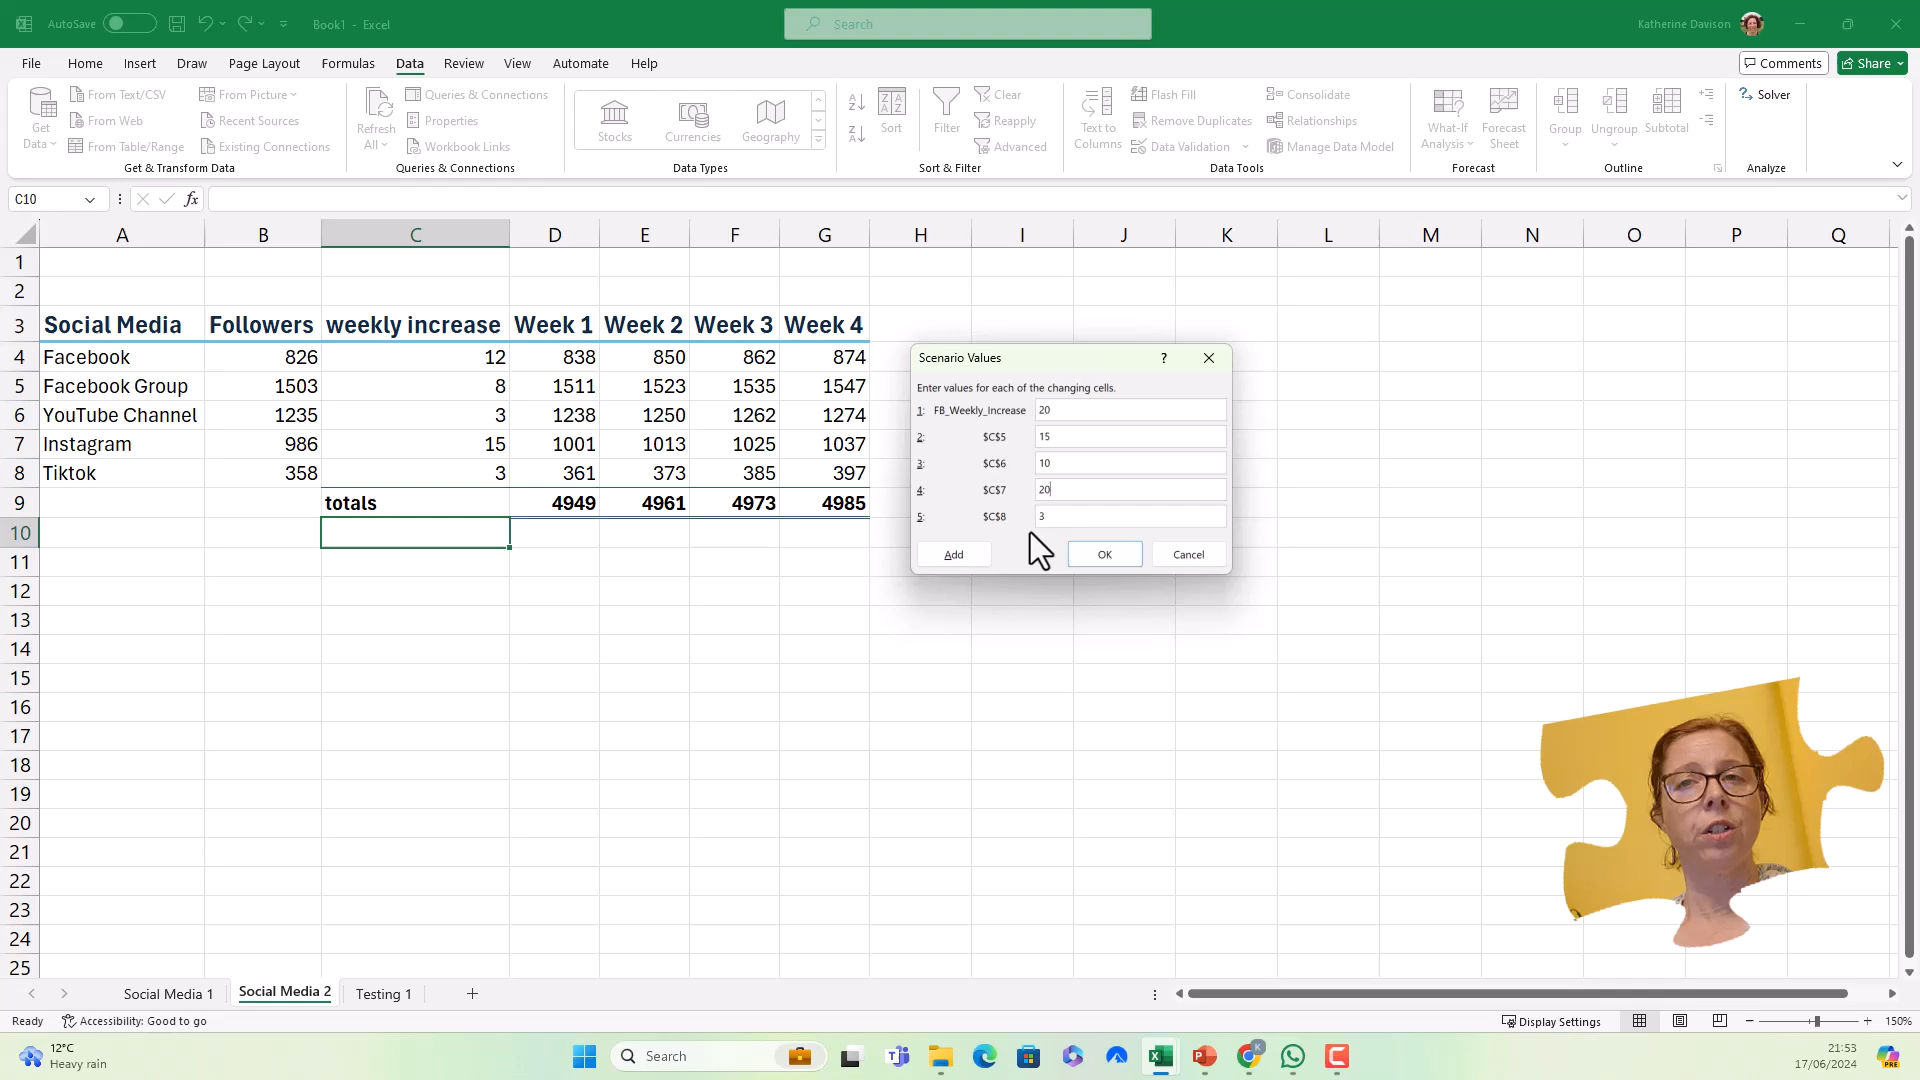 AutoSave
Book1 - Excel
Search
Katherine Davison
File Home Insert Draw Page Layout Formulas Data Review View Automate Help
Comments
Share
Get Data
From Text/CSV
From Web
From Table/Range
From Picture
Recent Sources
Existing Connections
Get & Transform Data
Refresh All
Queries & Connections
Properties
Workbook Links
Queries & Connections
Stocks
Currencies
Geography
Data Types
Sort
Filter
Clear
Reapply
Advanced
Sort & Filter
Text to Columns
Flash Fill
Remove Duplicates
Data Validation
Consolidate
Relationships
Manage Data Model
Data Tools
What-If Analysis
Forecast Sheet
Forecast
Group
Ungroup
Subtotal
Outline
Solver
Analyze
C10
fx
A B C D E F G H I J K L M N O P Q
1
2
3 Social Media Followers weekly increase Week 1 Week 2 Week 3 Week 4
4 Facebook 826 12 838 850 862 874
5 Facebook Group 1503 8 1511 1523 1535 1547
6 YouTube Channel 1235 3 1238 1250 1262 1274
7 Instagram 986 15 1001 1013 1025 1037
8 Tiktok 358 3 361 373 385 397
9 totals 4949 4961 4973 4985
10
11
12
13
14
15
16
17
18
19
20
21
22
23
24
25
Scenario Values ?
Enter values for each of the changing cells.
1: FB_Weekly_Increase 20
2: $C$5 15
3: $C$6 10
4: $C$7 20
5: $C$8 3
Add OK Cancel
Social Media 1 Social Media 2 Testing 1
Ready Accessibility: Good to go
Display Settings
150%
12°C
Heavy rain
Search
K
PRE
21:53
17/06/2024